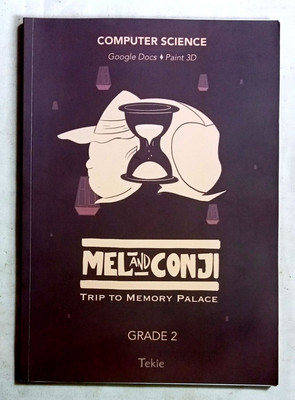 COMPUTER SCIENCE
Google Docs ♦ Paint 3D
MEL AND CONJI
TRIP TO MEMORY PALACE
GRADE 2
Tekie